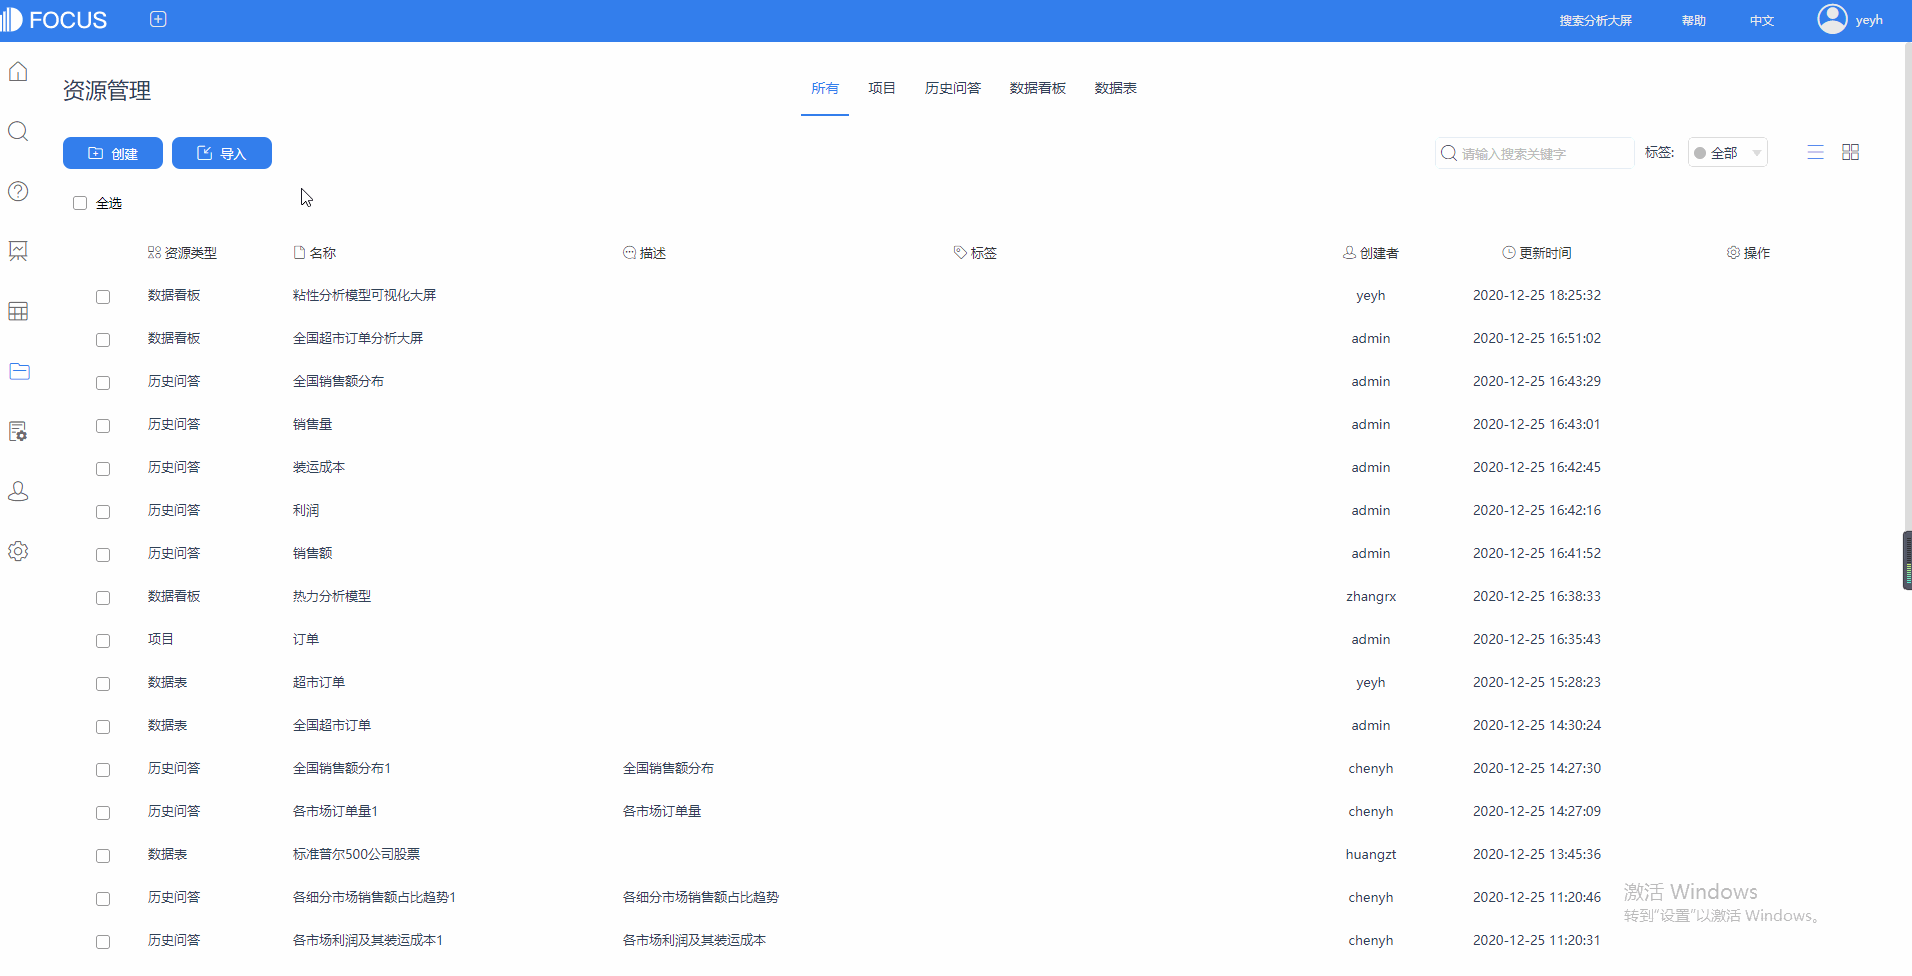 FOCUS 搜索分析大屏 帮助 中文 yeyh
资源管理 所有 项目 历史问答 数据看板 数据表
创建 导入 请输入搜索关键字 标签: 全部
全选
资源类型 名称 描述 标签 创建者 更新时间 操作
数据看板 粘性分析模型可视化大屏 yeyh 2020-12-25 18:25:32
数据看板 全国超市订单分析大屏 admin 2020-12-25 16:51:02
历史问答 全国销售额分布 admin 2020-12-25 16:43:29
历史问答 销售量 admin 2020-12-25 16:43:01
历史问答 装运成本 admin 2020-12-25 16:42:45
历史问答 利润 admin 2020-12-25 16:42:16
历史问答 销售额 admin 2020-12-25 16:41:52
数据看板 热力分析模型 zhangrx 2020-12-25 16:38:33
项目 订单 admin 2020-12-25 16:35:43
数据表 超市订单 yeyh 2020-12-25 15:28:23
数据表 全国超市订单 admin 2020-12-25 14:30:24
历史问答 全国销售额分布1 全国销售额分布 chenyh 2020-12-25 14:27:30
历史问答 各市场订单量1 各市场订单量 chenyh 2020-12-25 14:27:09
数据表 标准普尔500公司股票 huangzt 2020-12-25 13:45:36
历史问答 各细分市场销售额占比趋势1 各细分市场销售额占比趋势 chenyh 2020-12-25 11:20:46
历史问答 各市场利润及其装运成本1 各市场利润及其装运成本 chenyh 2020-12-25 11:20:31
激活 Windows
转到"设置"以激活 Windows。